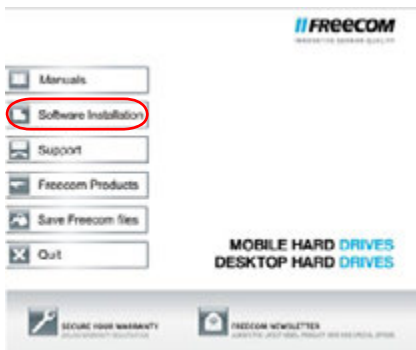 FREECOM
Manuals
Software Installation
Support
Freecom Products
Save Freecom files
Quit
MOBILE HARD DRIVES
DESKTOP HARD DRIVES
SECURE YOUR WARRANTY
FREECOM NEWSLETTER